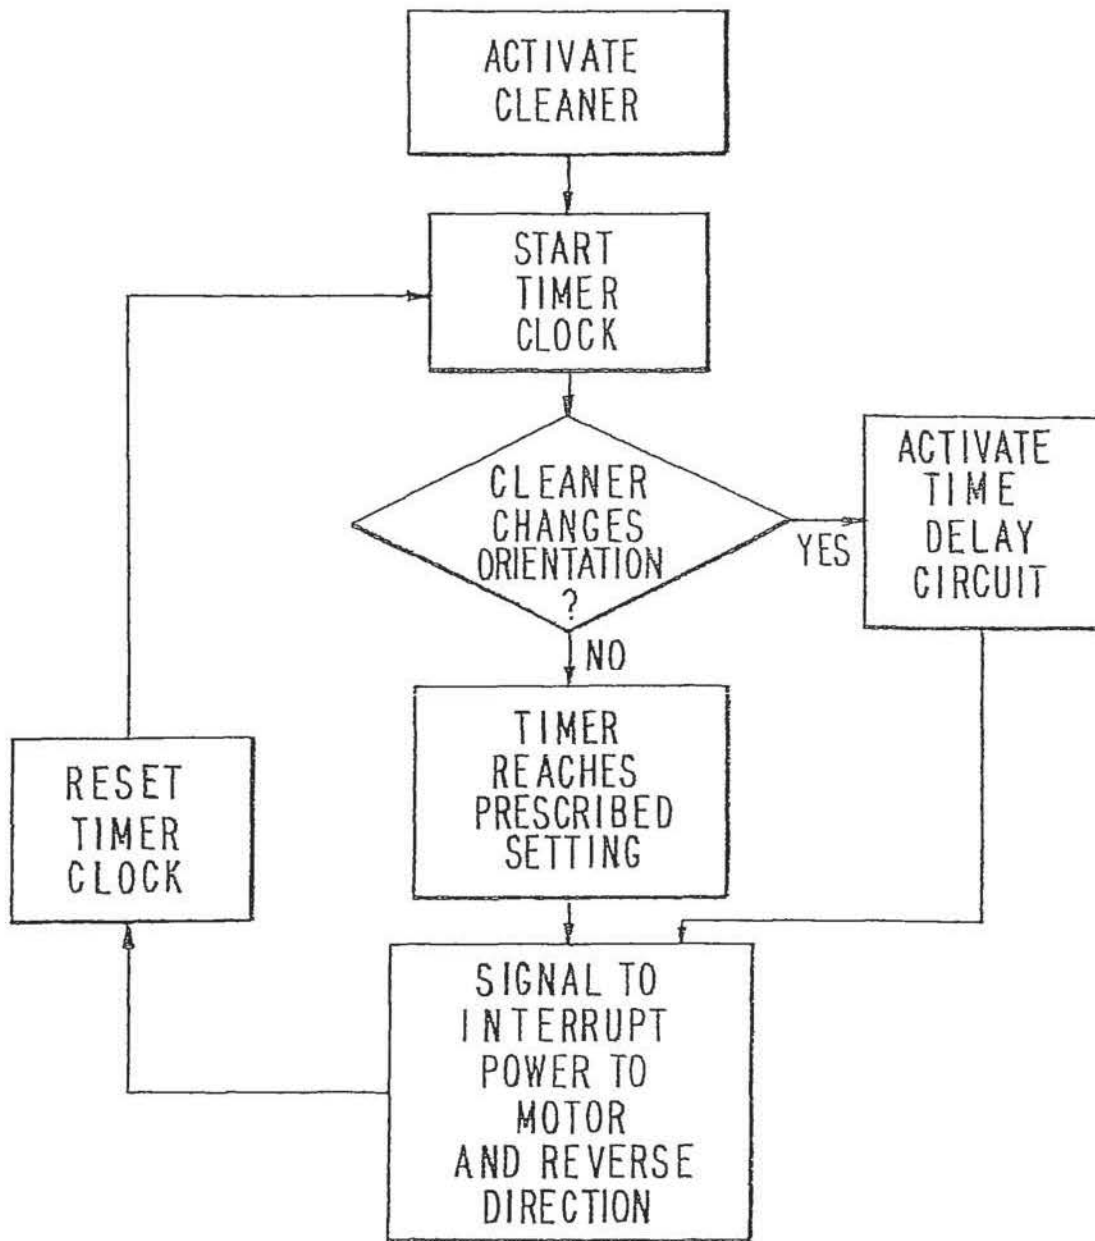 ACTIVATE
CLEANER
START
TIMER
CLOCK
CLEANER
CHANGES
ORIENTATION
?
YES
ACTIVATE
TIME
DELAY
CIRCUIT
NO
TIMER
REACHES
PRESCRIBED
SETTING
RESET
TIMER
CLOCK
SIGNAL TO
INTERRUPT
POWER TO
MOTOR
AND REVERSE
DIRECTION